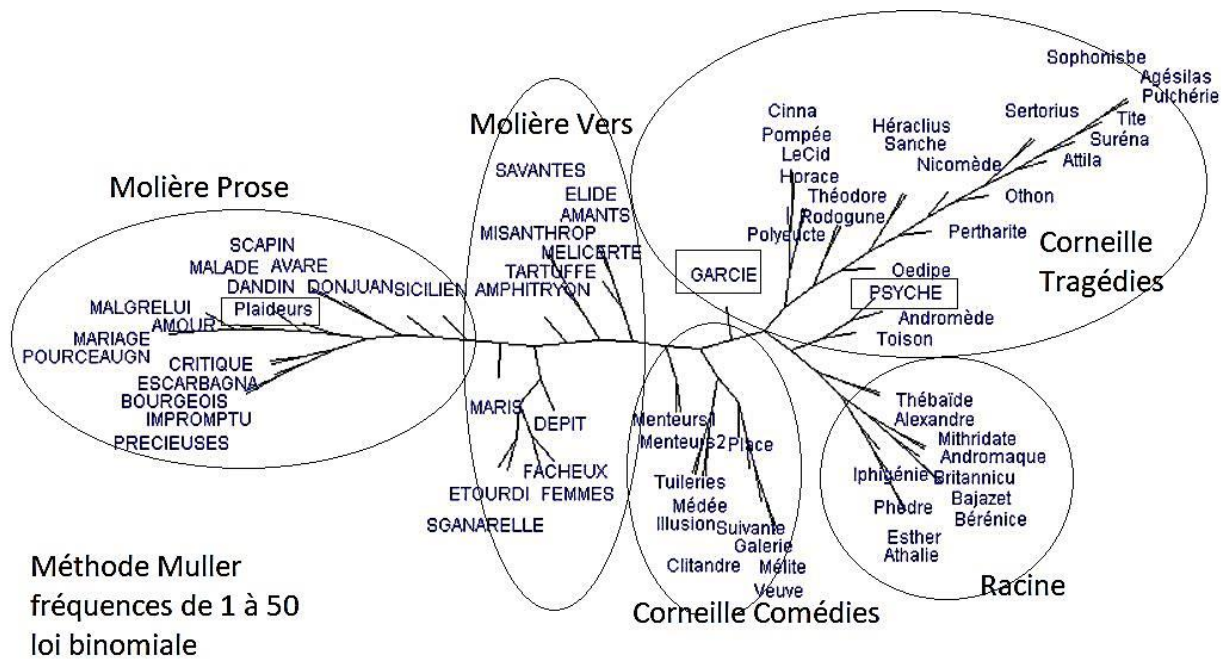 Sophonisbe
Agésilas
Pulchérie
Cinna
Sertorius
Tite
Molière Vers
Pompée
Héraclius
Suréna
Sanche
LeCid
Nicomède
Attila
SAVANTES
Horace
Molière Prose
ELIDE
Théodore
Othon
AMANTS
Rodogune
MISANTHROP
Polyeucte
Pertharite
SCAPIN
MELICERTE
Corneille
Tragédies
MALADE AVARE
TARTUFFE
GARCIE
Oedipe
DANDIN DONJUAN SICILIEN AMPHITRYON
PSYCHE
MALGRELUI
Plaideurs
Andromède
AMOUR
MARIAGE
Toison
POURCEAUGN
CRITIQUE
ESCARBAGNA
BOURGEOIS
MARIS
Thébaïde
IMPROMPTU
DEPIT
Menteurs1
Alexandre
PRECIEUSES
Menteurs2 Place
Mithridate
Andromaque
FACHEUX
Tuileries
Iphigénie Britannicu
ETOURDI FEMMES
Médée
Phèdre
Bajazet
SGANARELLE
Illusion Suivante
Bérénice
Galerie
Esther
Clitandre Mélite
Athalie
Veuve
Racine
Corneille Comédies
Méthode Muller
fréquences de 1 à 50
loi binomiale